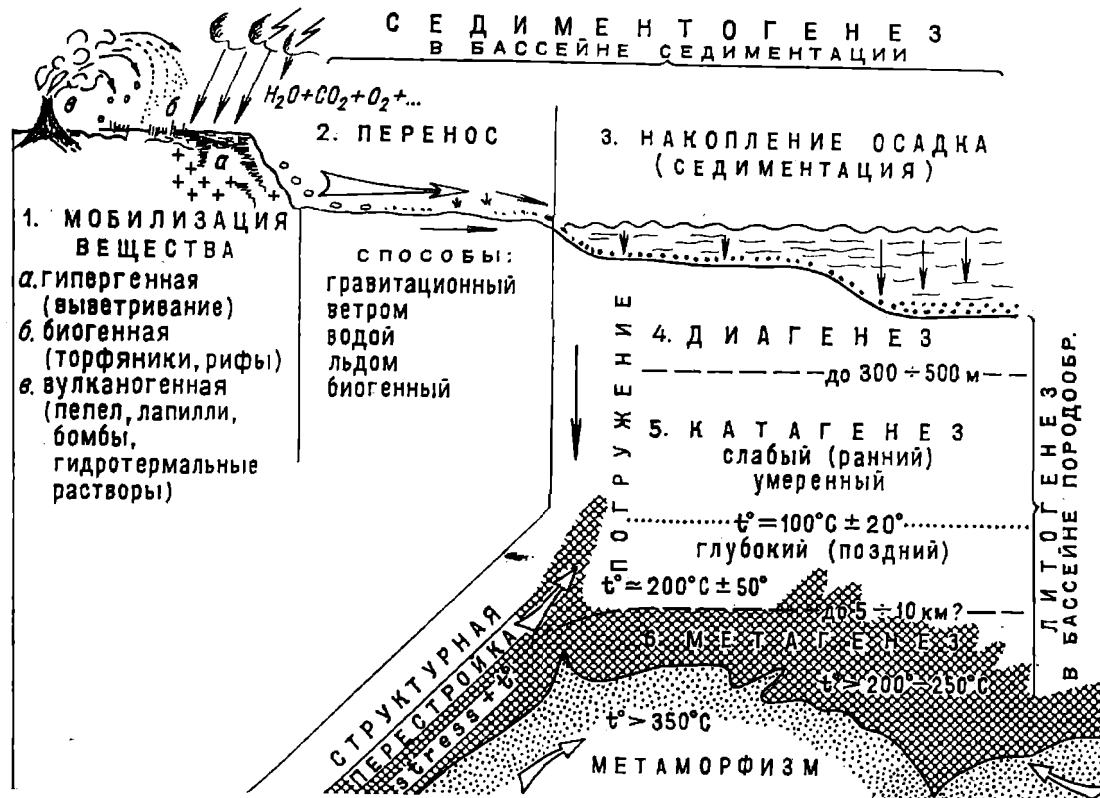 СЕДИМЕНТОГЕНЕЗ
В БАССЕЙНЕ СЕДИМЕНТАЦИИ
в
б
а
H₂O+CO₂+O₂+...
2. ПЕРЕНОС
3. НАКОПЛЕНИЕ ОСАДКА
(СЕДИМЕНТАЦИЯ)
1. МОБИЛИЗАЦИЯ
ВЕЩЕСТВА
а. гипергенная
(выветривание)
б. биогенная
(торфяники, рифы)
в. вулканогенная
(пепел, лапилли,
бомбы,
гидротермальные
растворы)
СПОСОБЫ:
гравитационный
ветром
водой
льдом
биогенный
ПОГРУЖЕНИЕ
4. ДИАГЕНЕЗ
до 300÷500 м
5. КАТАГЕНЕЗ
слабый (ранний)
умеренный
t°=100°C ± 20°
глубокий (поздний)
t°≃200°C ± 50°
до 5÷10 км?
6. МЕТАГЕНЕЗ
t°>200°-250°C
t°>350°C
МЕТАМОРФИЗМ
СТРУКТУРНАЯ
ПЕРЕСТРОЙКА
stress + t°
ЛИТОГЕНЕЗ
В БАССЕЙНЕ ПОРОДООБР.